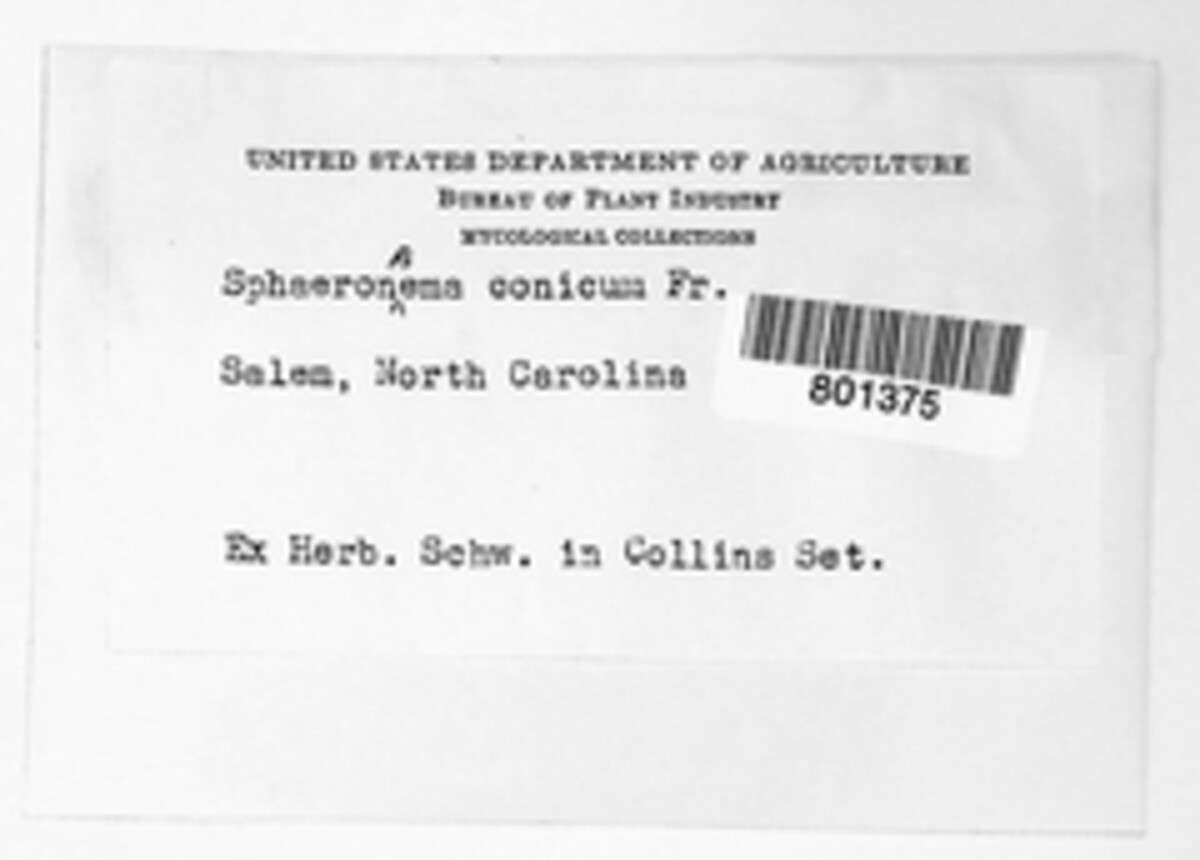 UNITED STATES DEPARTMENT OF AGRICULTURE
BUREAU OF PLANT INDUSTRY
MYCOLOGICAL COLLECTIONS
Sphaeronaema conicum Fr.
Salem, North Carolina
801375
Ex Herb. Schw. in Collins Set.